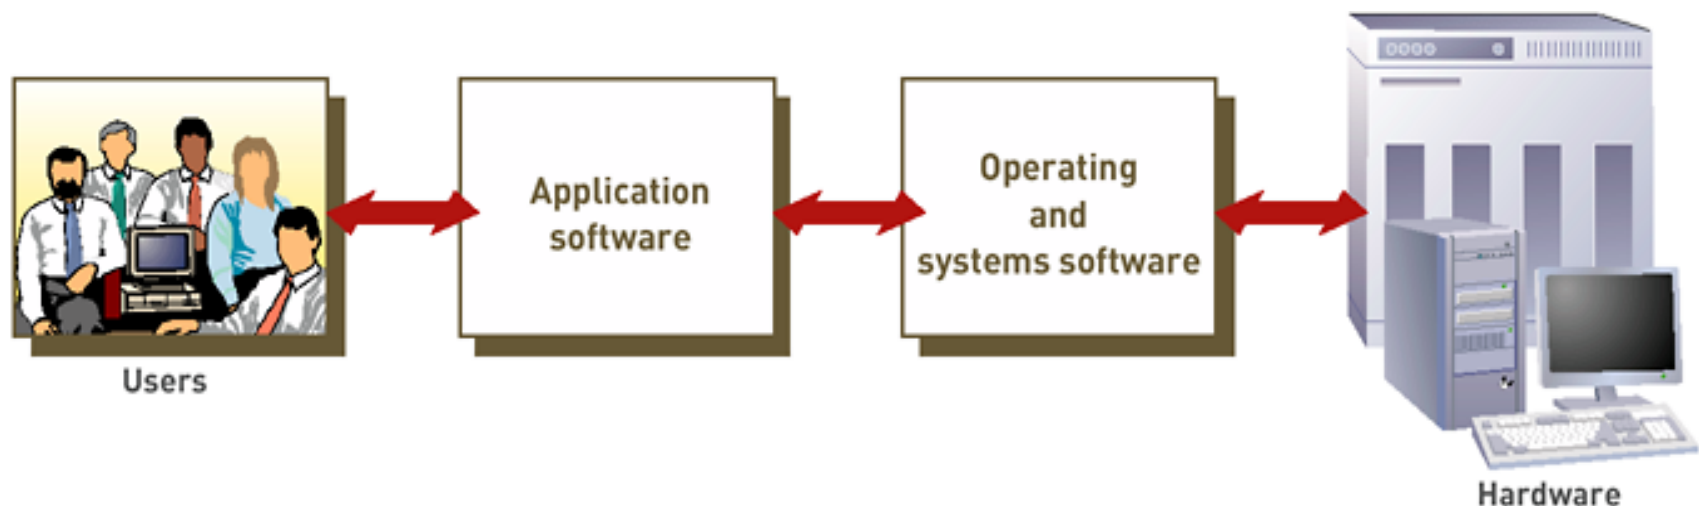 Users
Application
software
Operating
and
systems software
Hardware